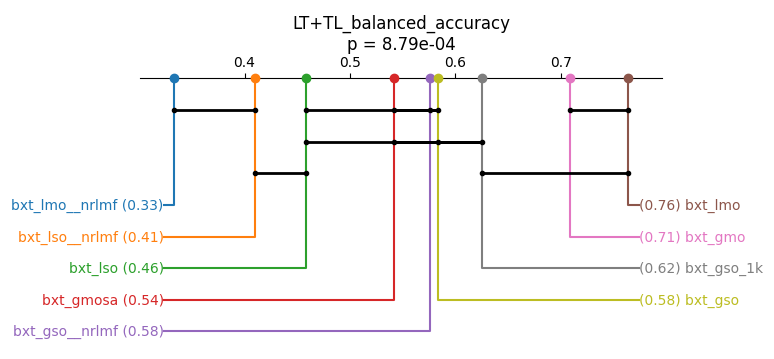 LT+TL_balanced_accuracy
p = 8.79e-04
0.4 0.5 0.6 0.7
bxt_lmo__nrlmf (0.33) (0.76) bxt_lmo
bxt_lso__nrlmf (0.41) (0.71) bxt_gmo
bxt_lso (0.46) (0.62) bxt_gso_1k
bxt_gmosa (0.54) (0.58) bxt_gso
bxt_gso__nrlmf (0.58)